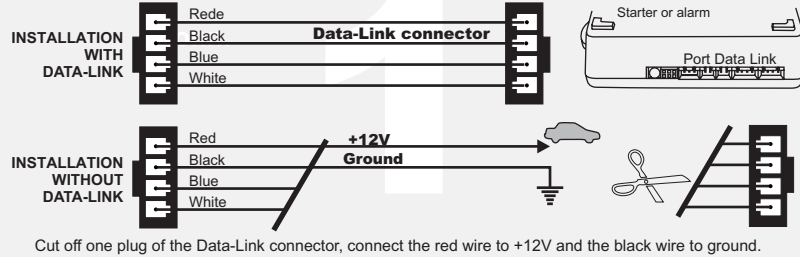 INSTALLATION
WITH
DATA-LINK
Rede
Black
Blue
White
Data-Link connector
Starter or alarm
Port Data Link
1
INSTALLATION
WITHOUT
DATA-LINK
Red
Black
Blue
White
+12V
Ground
Cut off one plug of the Data-Link connector, connect the red wire to +12V and the black wire to ground.